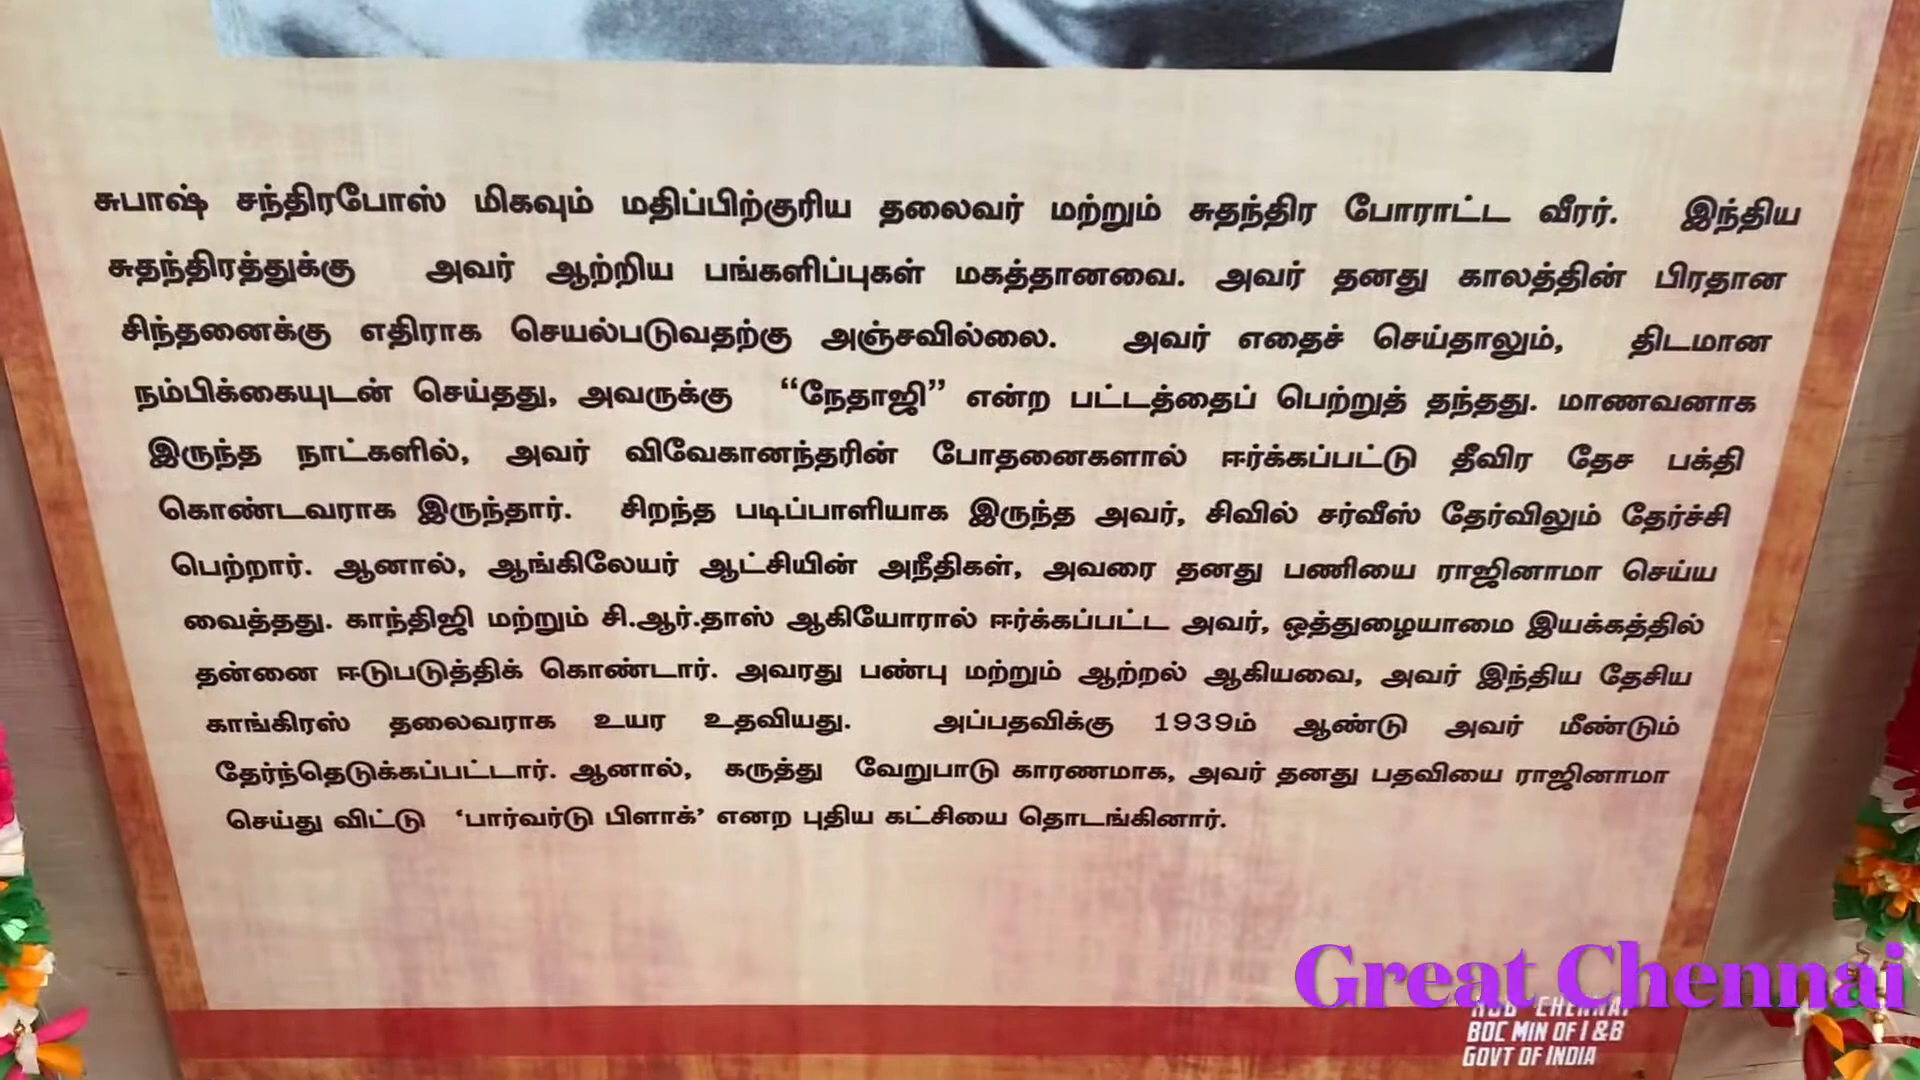 சுபாஷ் சந்திரபோஸ் மிகவும் மதிப்பிற்குரிய தலைவர் மற்றும் சுதந்திர போராட்ட வீரர். இந்திய
சுதந்திரத்துக்கு அவர் ஆற்றிய பங்களிப்புகள் மகத்தானவை. அவர் தனது காலத்தின் பிரதான
சிந்தனைக்கு எதிராக செயல்படுவதற்கு அஞ்சவில்லை. அவர் எதைச் செய்தாலும், திடமான
நம்பிக்கையுடன் செய்தது, அவருக்கு “நேதாஜி” என்ற பட்டத்தைப் பெற்றுத் தந்தது. மாணவனாக
இருந்த நாட்களில், அவர் விவேகானந்தரின் போதனைகளால் ஈர்க்கப்பட்டு தீவிர தேச பக்தி
கொண்டவராக இருந்தார். சிறந்த படிப்பாளியாக இருந்த அவர், சிவில் சர்வீஸ் தேர்விலும் தேர்ச்சி
பெற்றார். ஆனால், ஆங்கிலேயர் ஆட்சியின் அநீதிகள், அவரை தனது பணியை ராஜினாமா செய்ய
வைத்தது. காந்திஜி மற்றும் சி.ஆர்.தாஸ் ஆகியோரால் ஈர்க்கப்பட்ட அவர், ஒத்துழையாமை இயக்கத்தில்
தன்னை ஈடுபடுத்திக் கொண்டார். அவரது பண்பு மற்றும் ஆற்றல் ஆகியவை, அவர் இந்திய தேசிய
காங்கிரஸ் தலைவராக உயர உதவியது. அப்பதவிக்கு 1939ம் ஆண்டு அவர் மீண்டும்
தேர்ந்தெடுக்கப்பட்டார். ஆனால், கருத்து வேறுபாடு காரணமாக, அவர் தனது பதவியை ராஜினாமா
செய்து விட்டு ‘பார்வர்டு பிளாக்’ எனற புதிய கட்சியை தொடங்கினார்.
Great Chennai
CHENNAI
BOC MIN OF I & B
GOVT OF INDIA